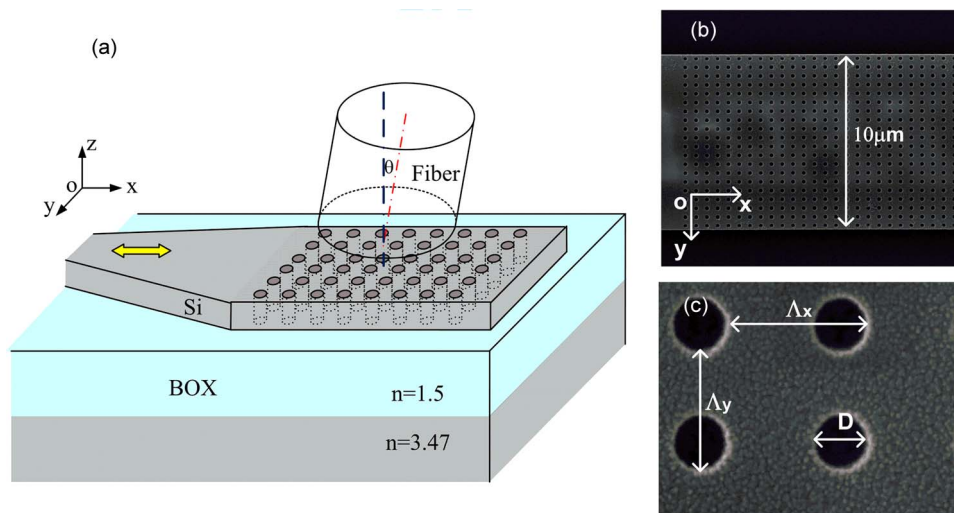 (a)
z
o
x
y
θ
Fiber
Si
BOX
n=1.5
n=3.47
(b)
10μm
o
x
y
(c)
Λx
Λy
D